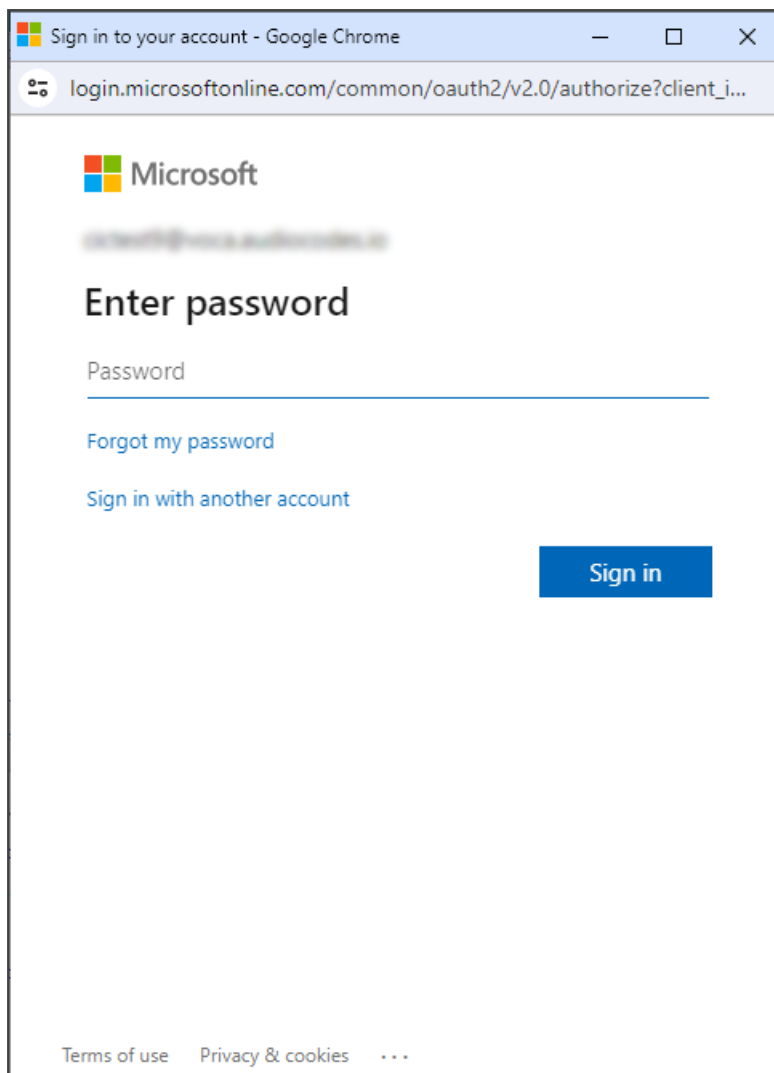 Sign in to your account - Google Chrome
login.microsoftonline.com/common/oauth2/v2.0/authorize?client_i...
Microsoft
Enter password
Password
Forgot my password
Sign in with another account
Sign in
Terms of use Privacy & cookies ...